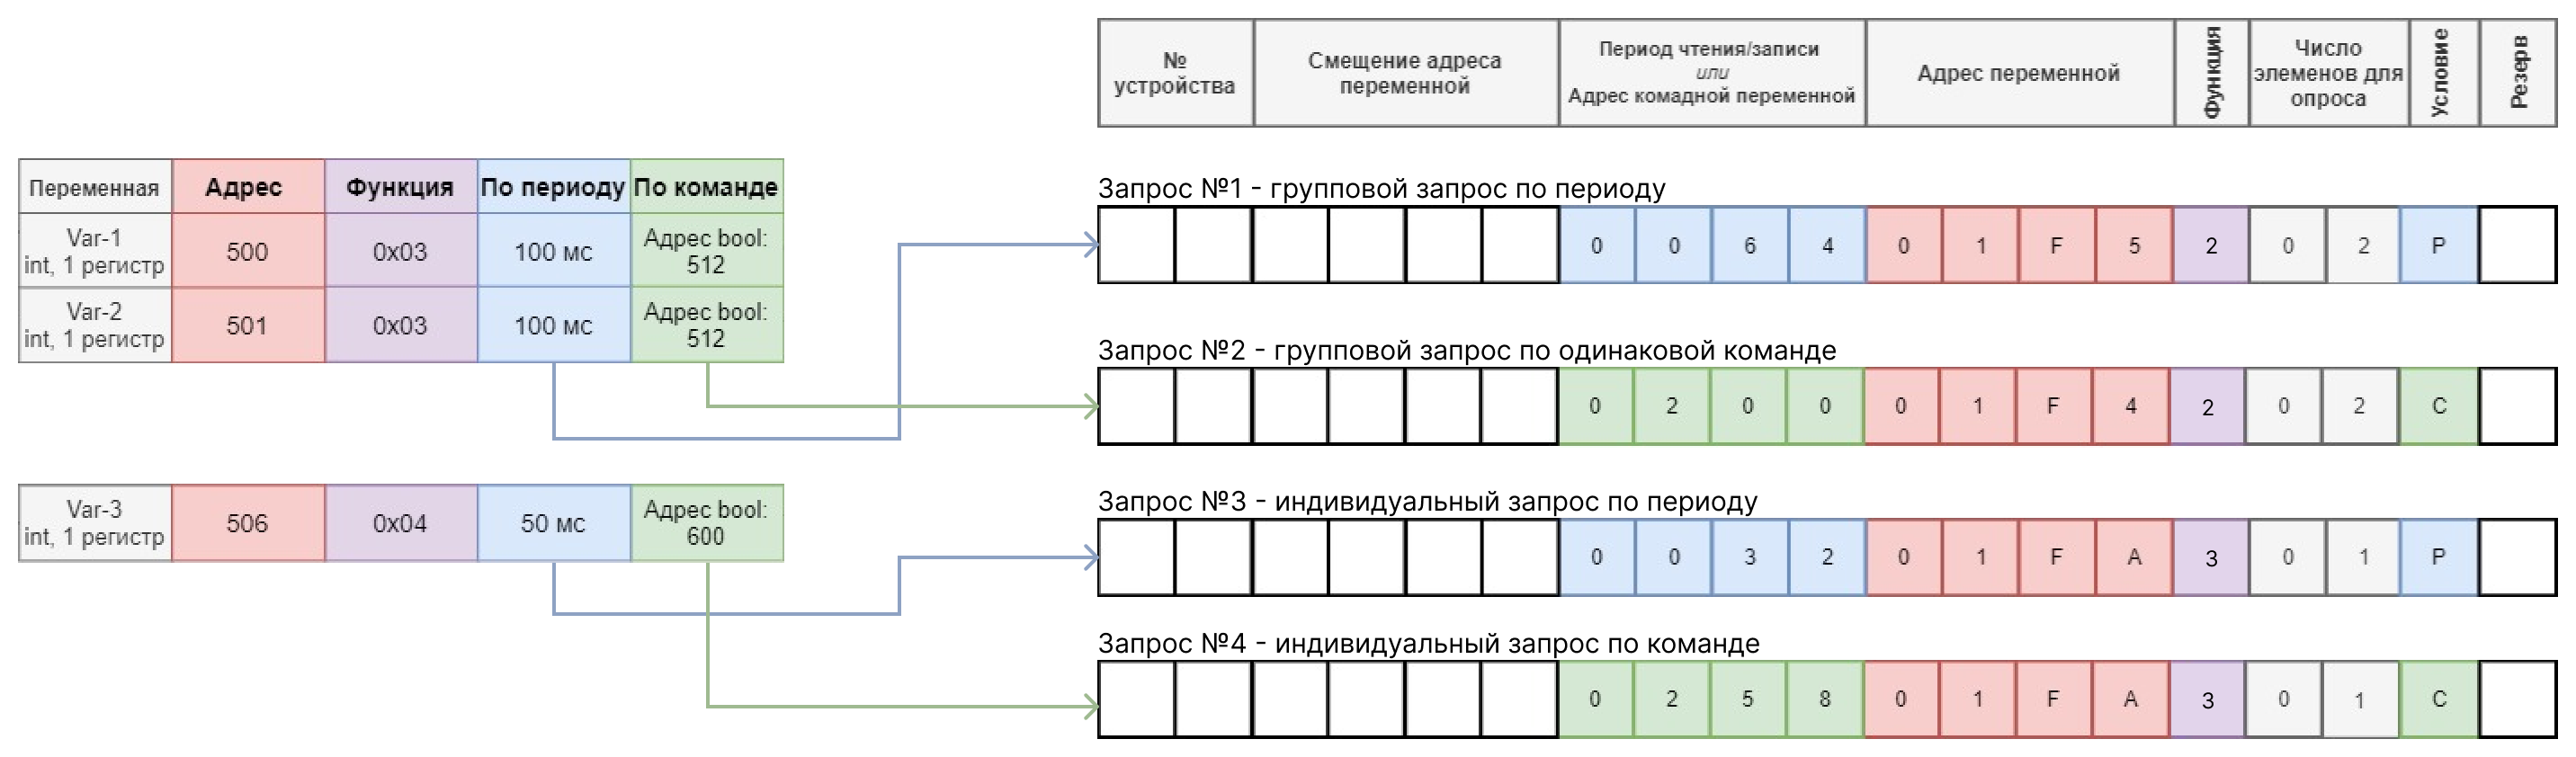 №
устройства
Смещение адреса
переменной
Период чтения/записи
или
Адрес комадной переменной
Адрес переменной
Функция
Число
элеменов для
опроса
Условие
Резерв
Переменная Адрес Функция По периоду По команде
Var-1
int, 1 регистр
500
0x03
100 мс
Адрес bool:
512
Var-2
int, 1 регистр
501
0x03
100 мс
Адрес bool:
512
Запрос №1 - групповой запрос по периоду
0 0 6 4 0 1 F 5 2 0 2 P
Запрос №2 - групповой запрос по одинаковой команде
0 2 0 0 0 1 F 4 2 0 2 C
Var-3
int, 1 регистр
506
0x04
50 мс
Адрес bool:
600
Запрос №3 - индивидуальный запрос по периоду
0 0 3 2 0 1 F A 3 0 1 P
Запрос №4 - индивидуальный запрос по команде
0 2 5 8 0 1 F A 3 0 1 C